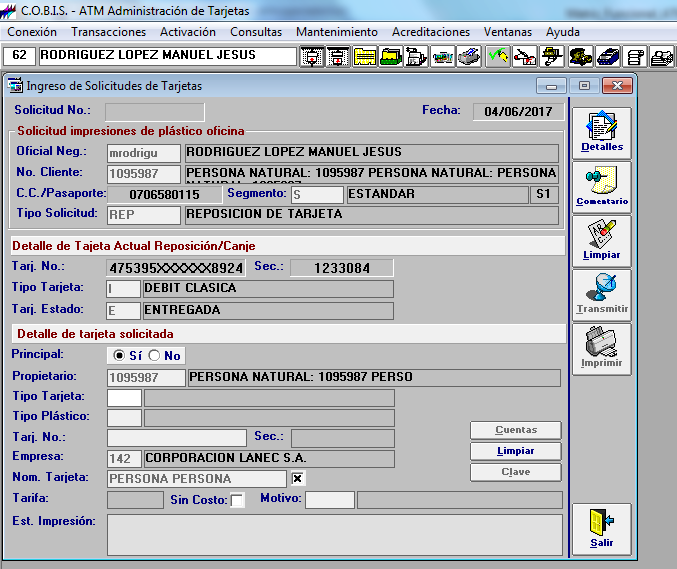 C.O.B.I.S. - ATM Administración de Tarjetas
Conexión Transacciones Activación Consultas Mantenimiento Acreditaciones Ventanas Ayuda
62 RODRIGUEZ LOPEZ MANUEL JESUS
Ingreso de Solicitudes de Tarjetas
Solicitud No.: Fecha: 04/06/2017
Solicitud impresiones de plástico oficina
Oficial Neg.: mrodrigu RODRIGUEZ LOPEZ MANUEL JESUS
No. Cliente: 1095987 PERSONA NATURAL: 1095987 PERSONA NATURAL: PERSONA
C.C./Pasaporte: 0706580115 Segmento: S ESTANDAR S1
Tipo Solicitud: REP REPOSICION DE TARJETA
Detalle de Tajeta Actual Reposición/Canje
Tarj. No.: 475395XXXXXX8924 Sec.: 1233084
Tipo Tarjeta: I DEBIT CLASICA
Tarj. Estado: E ENTREGADA
Detalle de tarjeta solicitada
Principal: Sí No
Propietario: 1095987 PERSONA NATURAL: 1095987 PERSO
Tipo Tarjeta:
Tipo Plástico:
Tarj. No.: Sec.:
Empresa: 142 CORPORACION LANEC S.A.
Nom. Tarjeta: PERSONA PERSONA
Tarifa: Sin Costo: Motivo:
Est. Impresión:
Cuentas
Limpiar
Clave
Detalles
Comentario
Limpiar
Transmitir
Imprimir
Salir